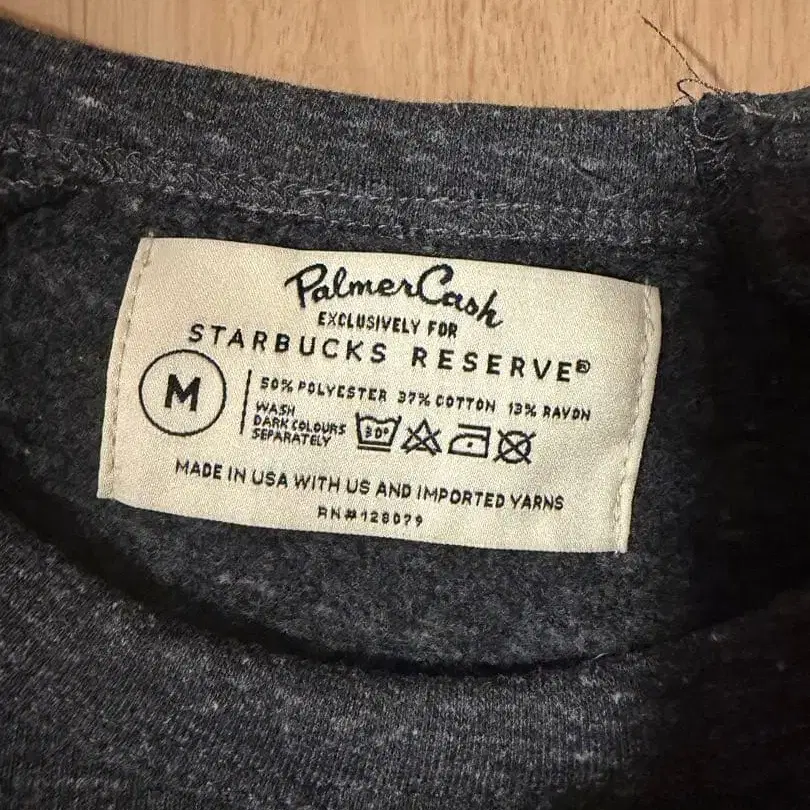 PalmerCash
EXCLUSIVELY FOR
STARBUCKS RESERVE®
M
50% POLYESTER 37% COTTON 13% RAYON
WASH
DARK COLOURS
SEPARATELY
30°
MADE IN USA WITH US AND IMPORTED YARNS
RN#128079